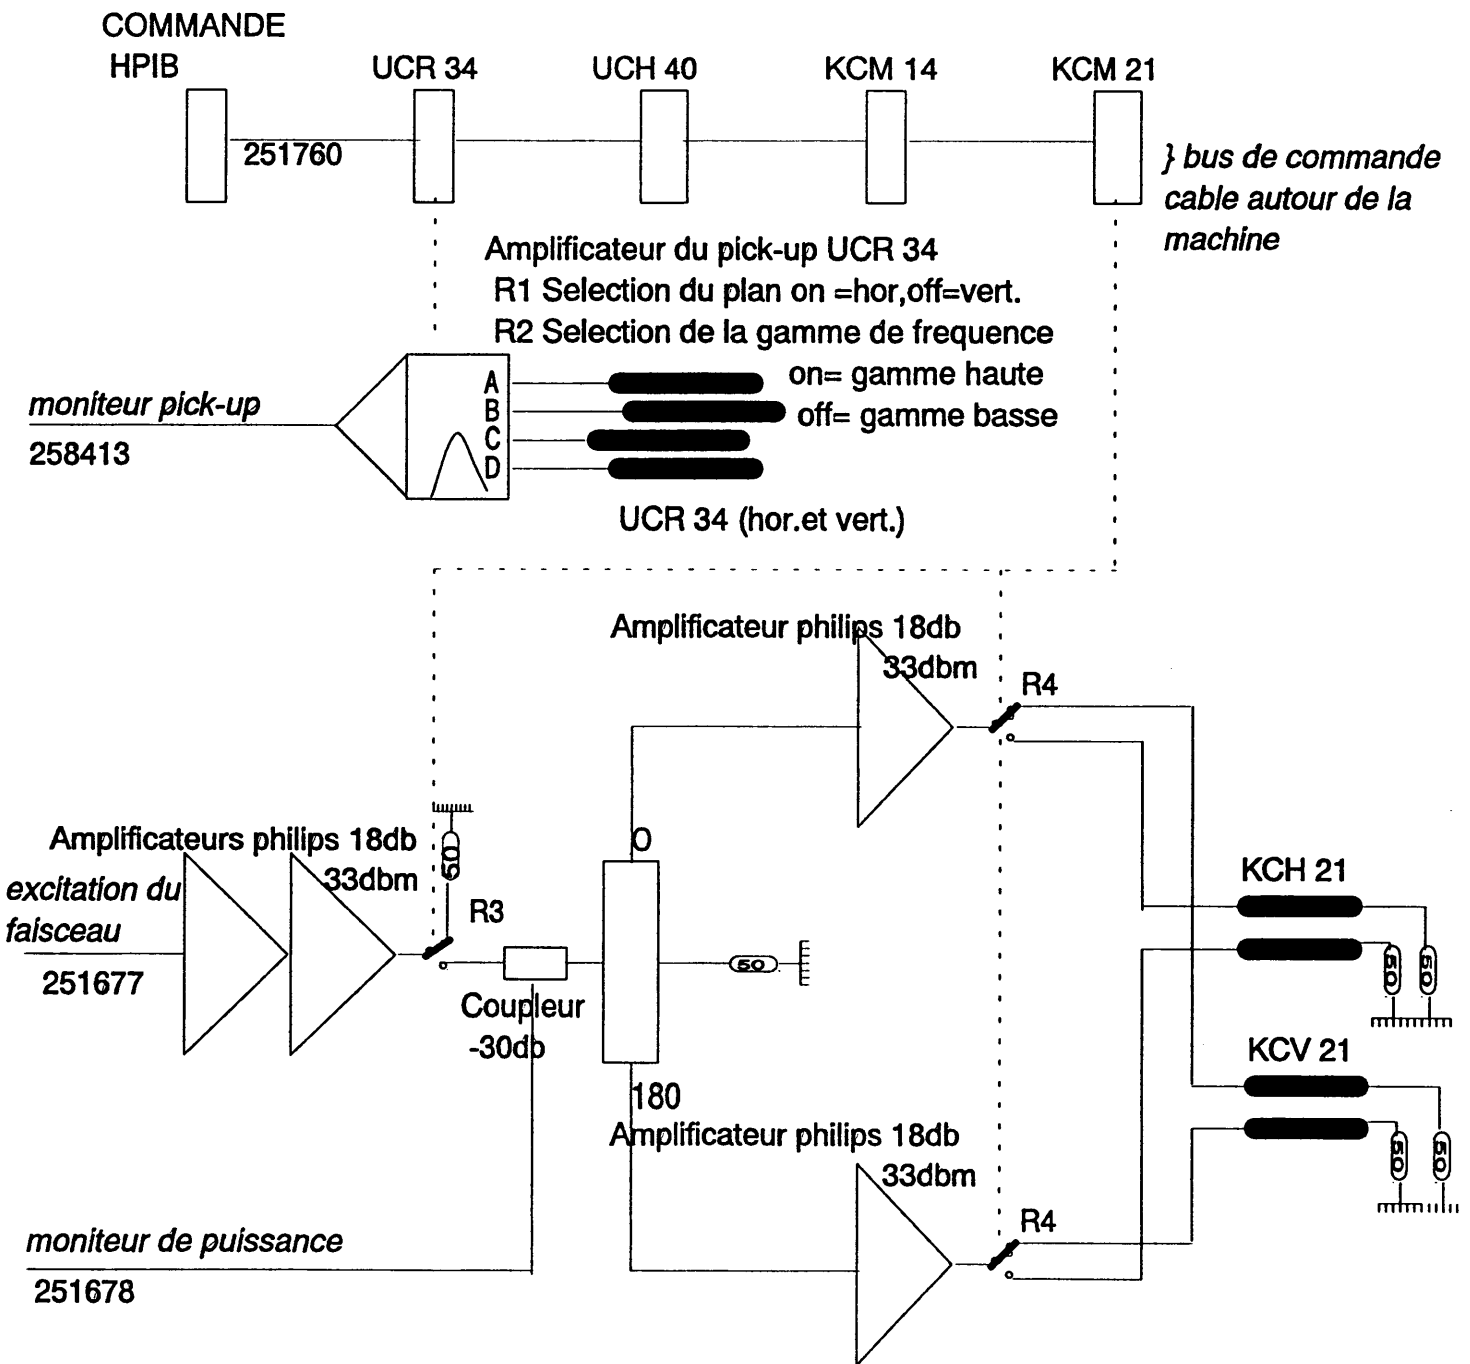 COMMANDE
HPIB
UCR 34
UCH 40
KCM 14
KCM 21
251760
} bus de commande
cable autour de la
machine
Amplificateur du pick-up UCR 34
R1 Selection du plan on =hor,off=vert.
R2 Selection de la gamme de frequence
on= gamme haute
off= gamme basse
moniteur pick-up
258413
A
B
C
D
UCR 34 (hor.et vert.)
Amplificateur philips 18db
33dbm
R4
Amplificateurs philips 18db
33dbm
50
excitation du
faisceau
251677
R3
Coupleur
-30db
0
50
180
KCH 21
50
50
KCV 21
50
50
Amplificateur philips 18db
33dbm
R4
moniteur de puissance
251678